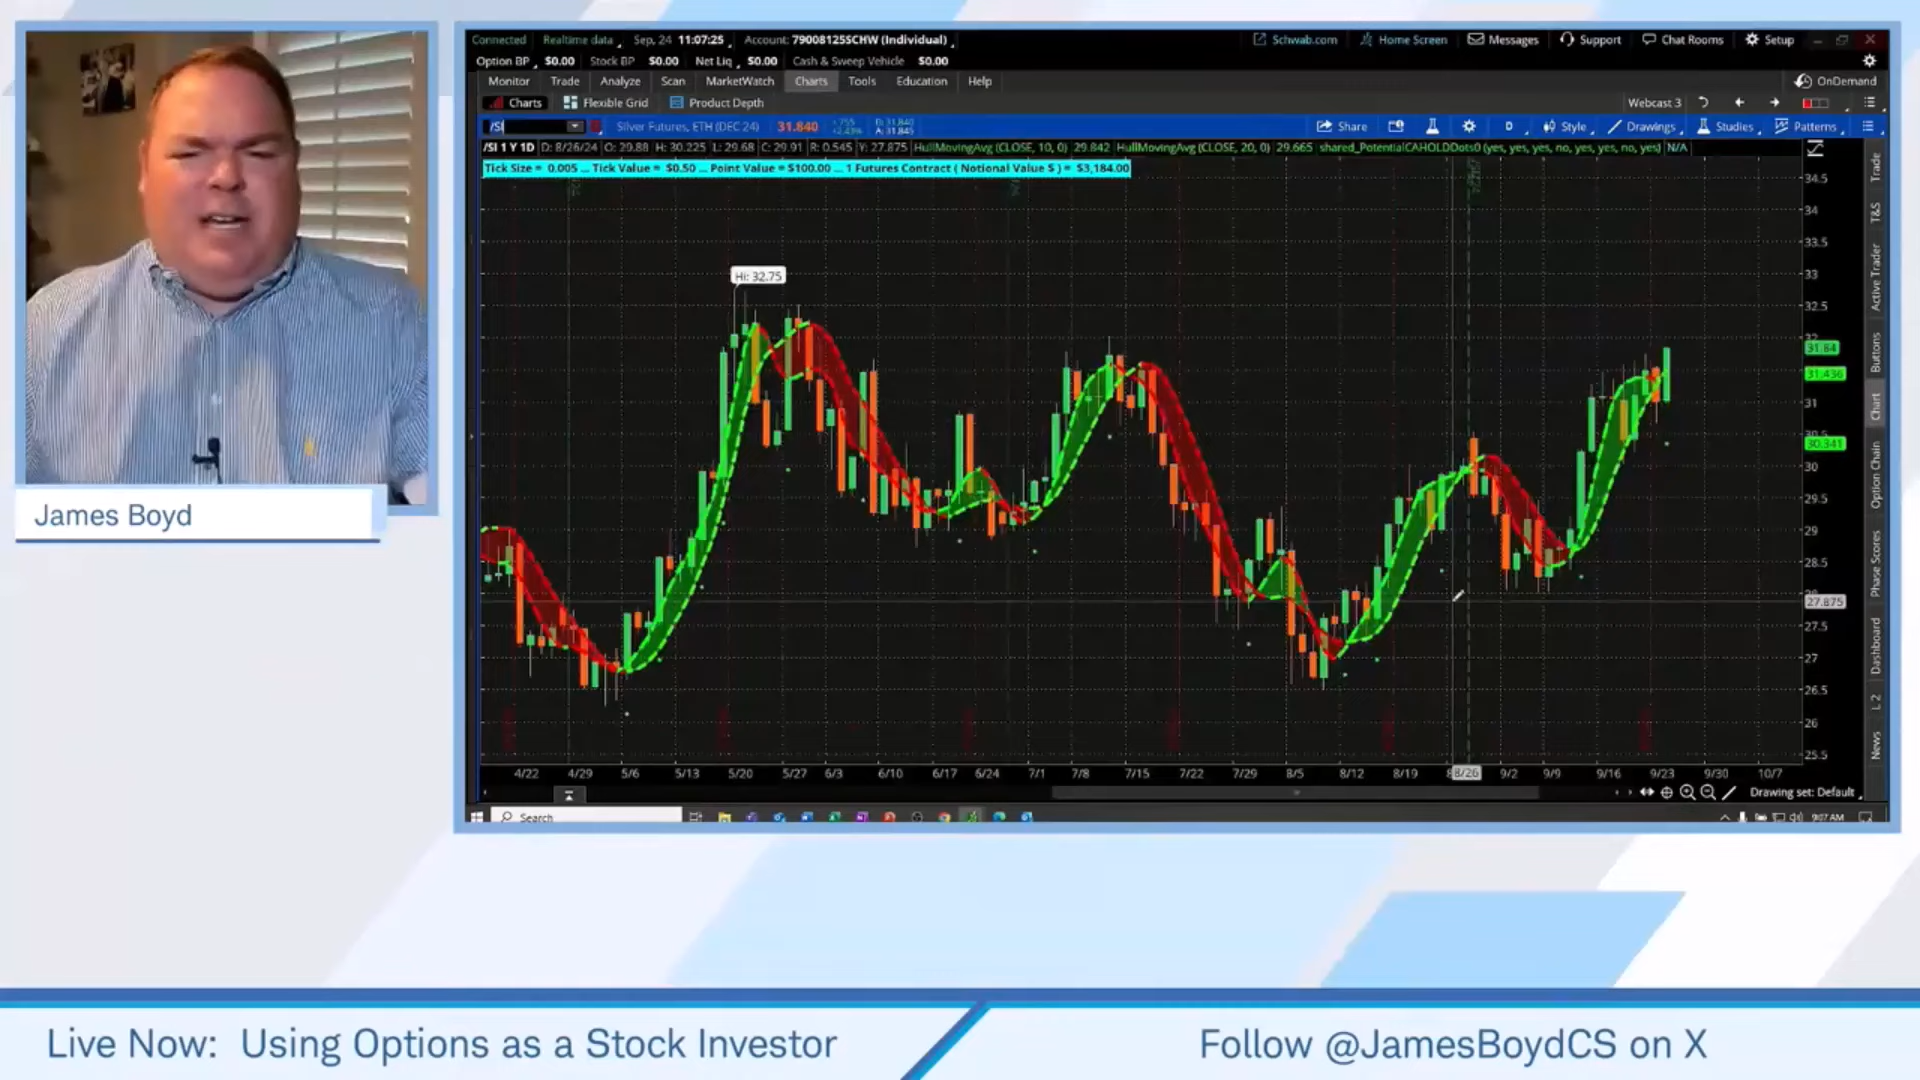 James Boyd
Connected Realtime data Sep, 24 11:07:25 Account: 79008125SCHW (Individual) Schwab.com Home Screen Messages Support Chat Rooms Setup
Option BP $0.00 Stock BP $0.00 Net Liq $0.00 Cash & Sweep Vehicle $0.00
Monitor Trade Analyze Scan MarketWatch Charts Tools Education Help OnDemand
Charts Flexible Grid Product Depth Webcast 3
/SI Silver Futures, ETH (DEC 24) 31.840 B: 31.840 A: 31.845 Share D Style Drawings Studies Patterns
/SI 1 Y 1D D: 8/26/24 O: 29.88 H: 30.225 L: 29.68 C: 29.91 R: 0.545 Y: 27.875 HullMovingAvg (CLOSE, 10, 0) 29.842 HullMovingAvg (CLOSE, 20, 0) 29.665 shared_PotentialCAHOLDDots0 (yes, yes, yes, no, yes, yes, no, yes) N/A
Tick Size = 0.005 ... Tick Value = $0.50 ... Point Value = $100.00 ... 1 Futures Contract ( Notional Value $ ) = $3,184.00
Hi: 32.75
34.5
34
33.5
33
32.5
32
31.84
31.436
31
30.5
30.341
30
29.5
29
28.5
27.875
27.5
27
26.5
26
25.5
Trade
T&S
Active Trader
Buttons
Chart
Option Chain
Phase Scores
Dashboard
L 2
News
4/22 4/29 5/6 5/13 5/20 5/27 6/3 6/10 6/17 6/24 7/1 7/8 7/15 7/22 7/29 8/5 8/12 8/19 8/26 9/2 9/9 9/16 9/23 9/30 10/7
Drawing set: Default
Search 9:07 AM
Live Now: Using Options as a Stock Investor
Follow @JamesBoydCS on X